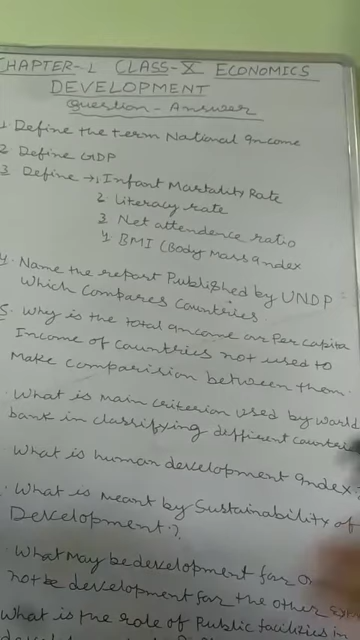 CHAPTER-1 CLASS-X ECONOMICS
DEVELOPMENT
Question-Answer
1. Define the term National Income
2. Define GDP
3. Define → 1. Infant Martality Rate
2. Literacy rate
3. Net attendence ratio
4. BMI (Body Mass Index
4. Name the report Published by UNDP
which compares Countries
5. Why is the total Income or Per Capita
Income of Countries not used to
Make comparision between them.
What is main criterion used by World
bank in classifying different countries
What is human development Index?
What is meant by Sustainability of
Development?
What May be development for
not be development for the other
What is the role of Public facilities in